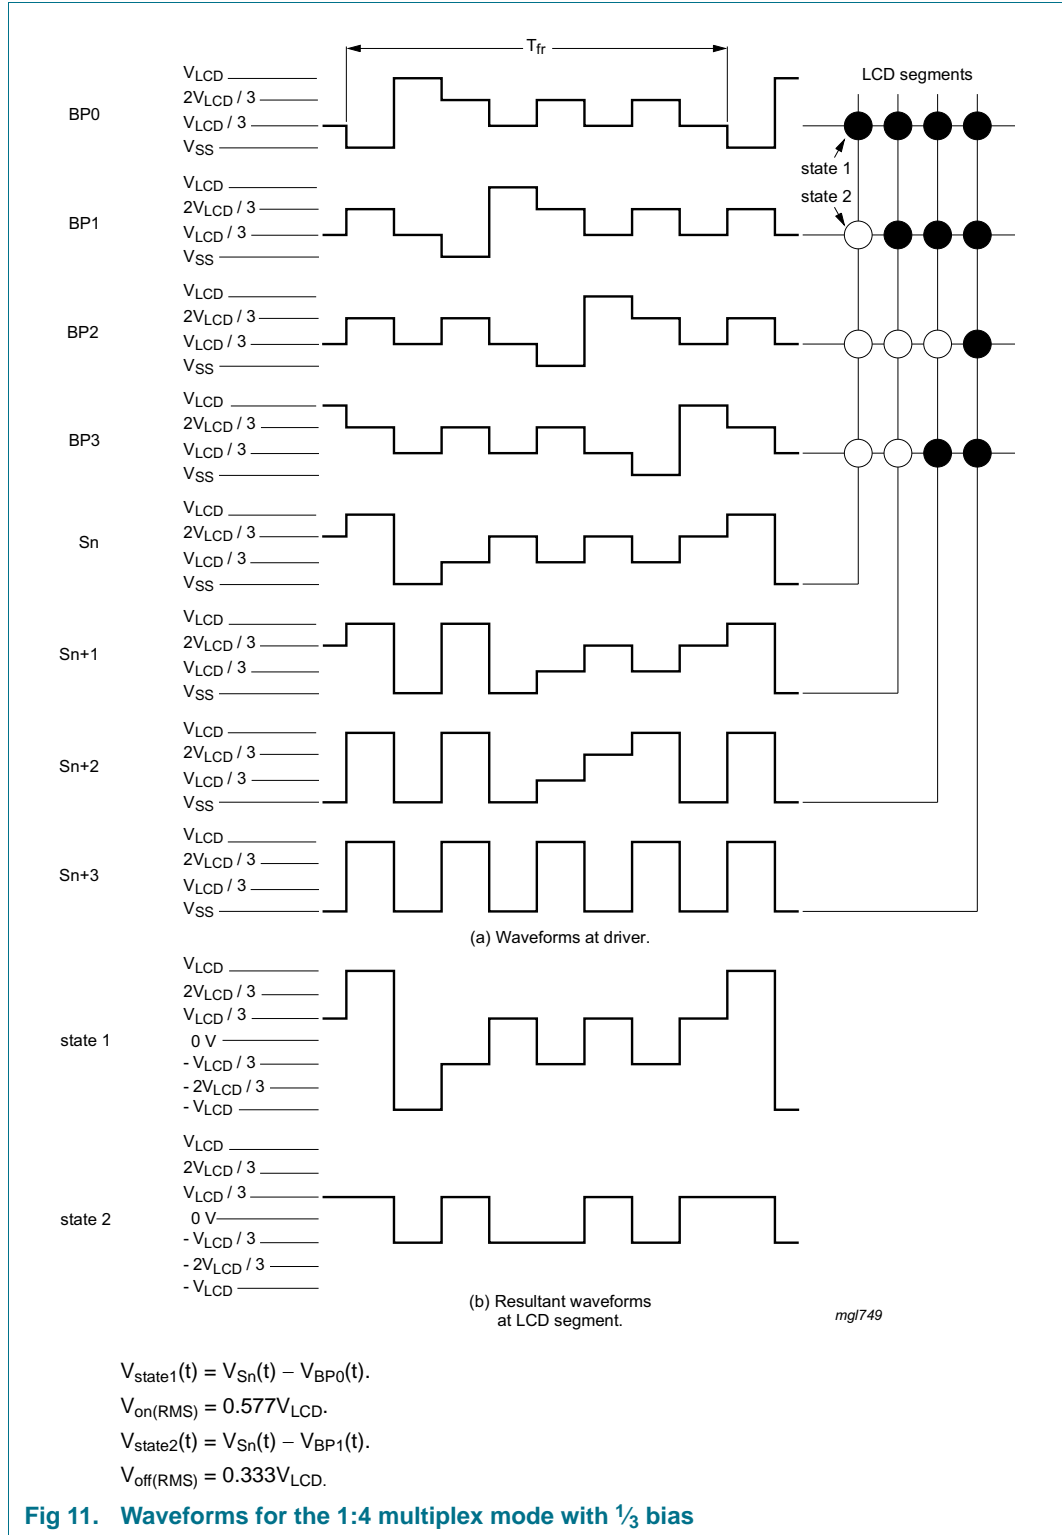 Tfr
LCD segments
BP0
VLCD
2VLCD / 3
VLCD / 3
VSS
state 1
state 2
BP1
VLCD
2VLCD / 3
VLCD / 3
VSS
BP2
VLCD
2VLCD / 3
VLCD / 3
VSS
BP3
VLCD
2VLCD / 3
VLCD / 3
VSS
Sn
VLCD
2VLCD / 3
VLCD / 3
VSS
Sn+1
VLCD
2VLCD / 3
VLCD / 3
VSS
Sn+2
VLCD
2VLCD / 3
VLCD / 3
VSS
Sn+3
VLCD
2VLCD / 3
VLCD / 3
VSS
(a) Waveforms at driver.
state 1
VLCD
2VLCD / 3
VLCD / 3
0 V
- VLCD / 3
- 2VLCD / 3
- VLCD
state 2
VLCD
2VLCD / 3
VLCD / 3
0 V
- VLCD / 3
- 2VLCD / 3
- VLCD
(b) Resultant waveforms
at LCD segment.
mgl749
Vstate1(t) = VSn(t) − VBP0(t).
Von(RMS) = 0.577VLCD.
Vstate2(t) = VSn(t) − VBP1(t).
Voff(RMS) = 0.333VLCD.
Fig 11. Waveforms for the 1:4 multiplex mode with 1⁄3 bias